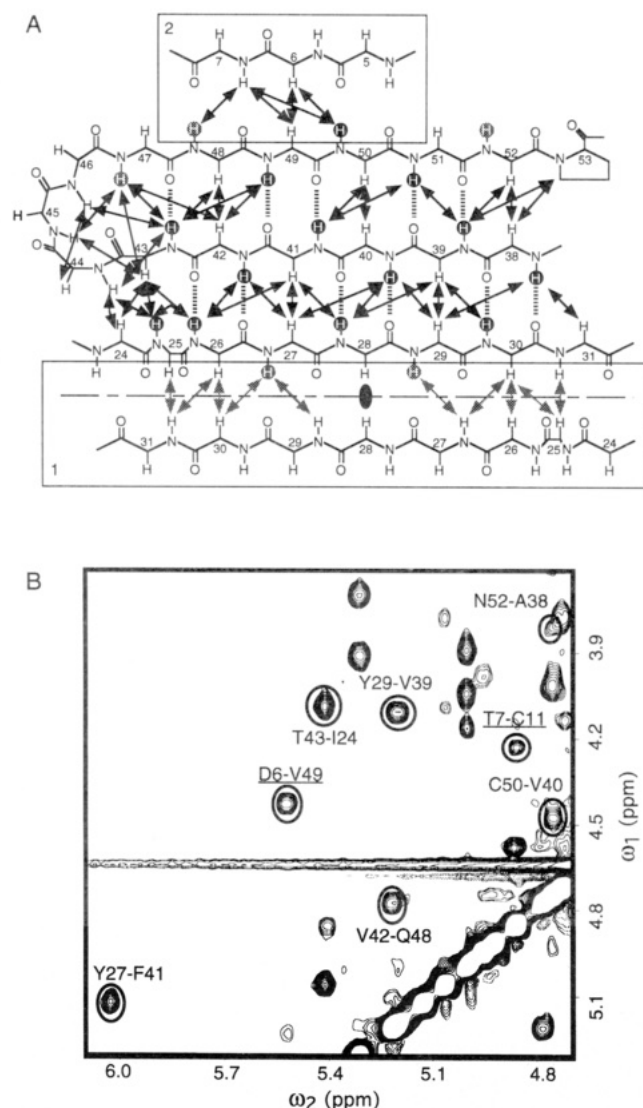 A
2
7 6 5
46 47 48 49 50 51 52 53
45
44 43 42 41 40 39 38
24 25 26 27 28 29 30 31
31 30 29 28 27 26 25 24
1
B
N52-A38
Y29-V39
T43-I24
T7-C11
D6-V49
C50-V40
V42-Q48
Y27-F41
3.9
4.2
4.5
4.8
5.1
ω1 (ppm)
6.0 5.7 5.4 5.1 4.8
ω2 (ppm)